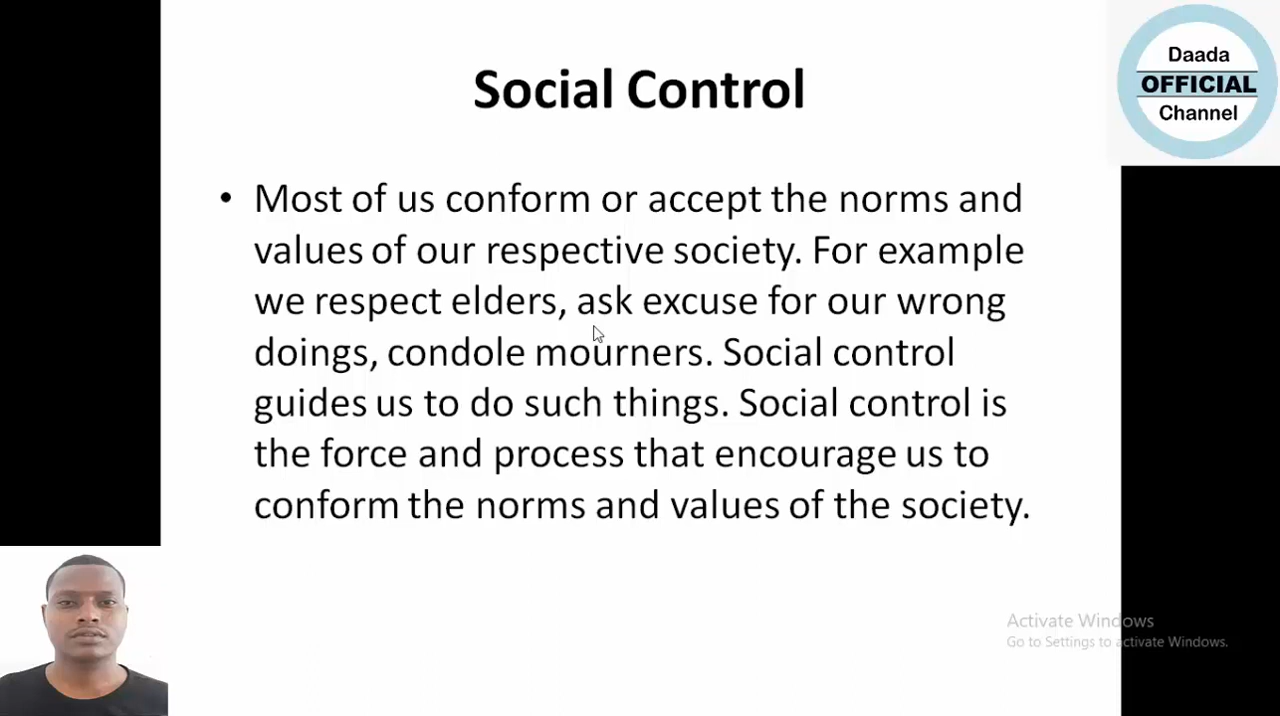 Social Control
Daada
OFFICIAL
Channel
• Most of us conform or accept the norms and
values of our respective society. For example
we respect elders, ask excuse for our wrong
doings, condole mourners. Social control
guides us to do such things. Social control is
the force and process that encourage us to
conform the norms and values of the society.
Activate Windows
Go to Settings to activate Windows.